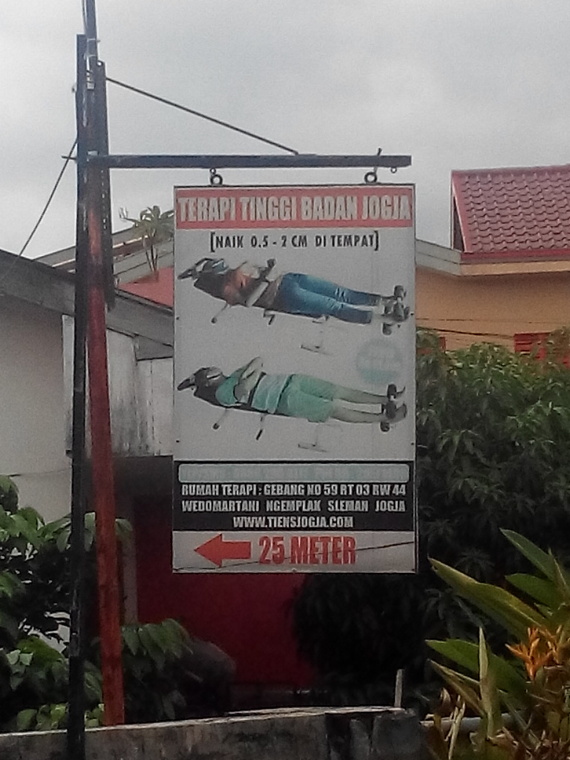 TERAPI TINGGI BADAN JOGJA
[NAIK 0.5 - 2 CM DI TEMPAT]
RUMAH TERAPI : GEBANG NO 59 RT 03 RW 44
WEDOMARTANI NGEMPLAK SLEMAN JOGJA
WWW.TIENSJOGJA.COM
25 METER